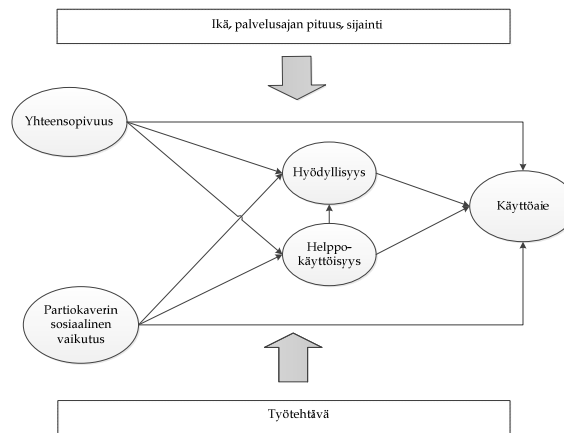 Ikä, palvelusajan pituus, sijainti
Yhteensopivuus
Hyödyllisyys
Käyttöaie
Helppo-
käyttöisyys
Partiokaverin
sosiaalinen
vaikutus
Työtehtävä